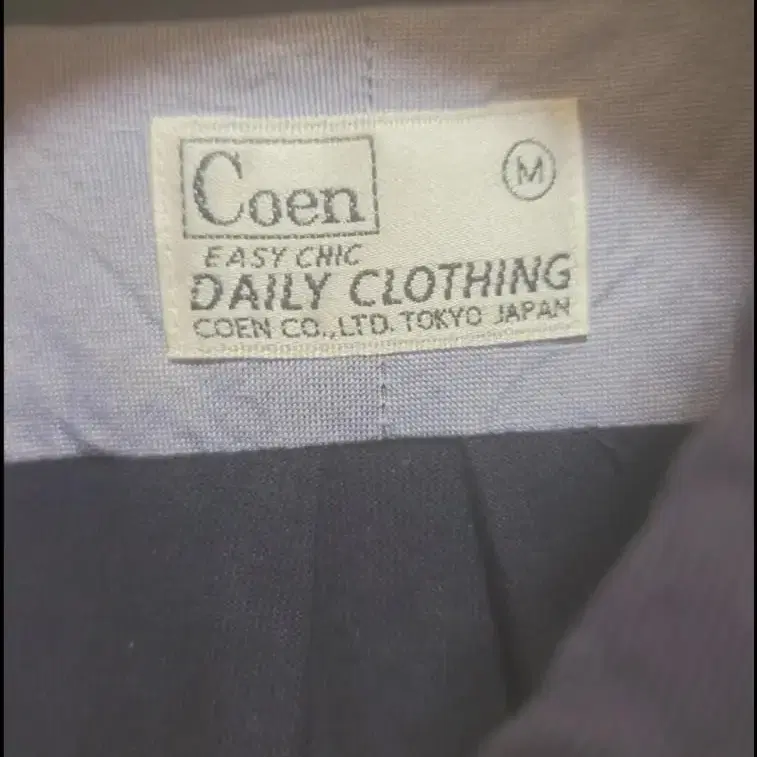 Coen
M
EASY CHIC
DAILY CLOTHING
COEN CO.,LTD. TOKYO JAPAN